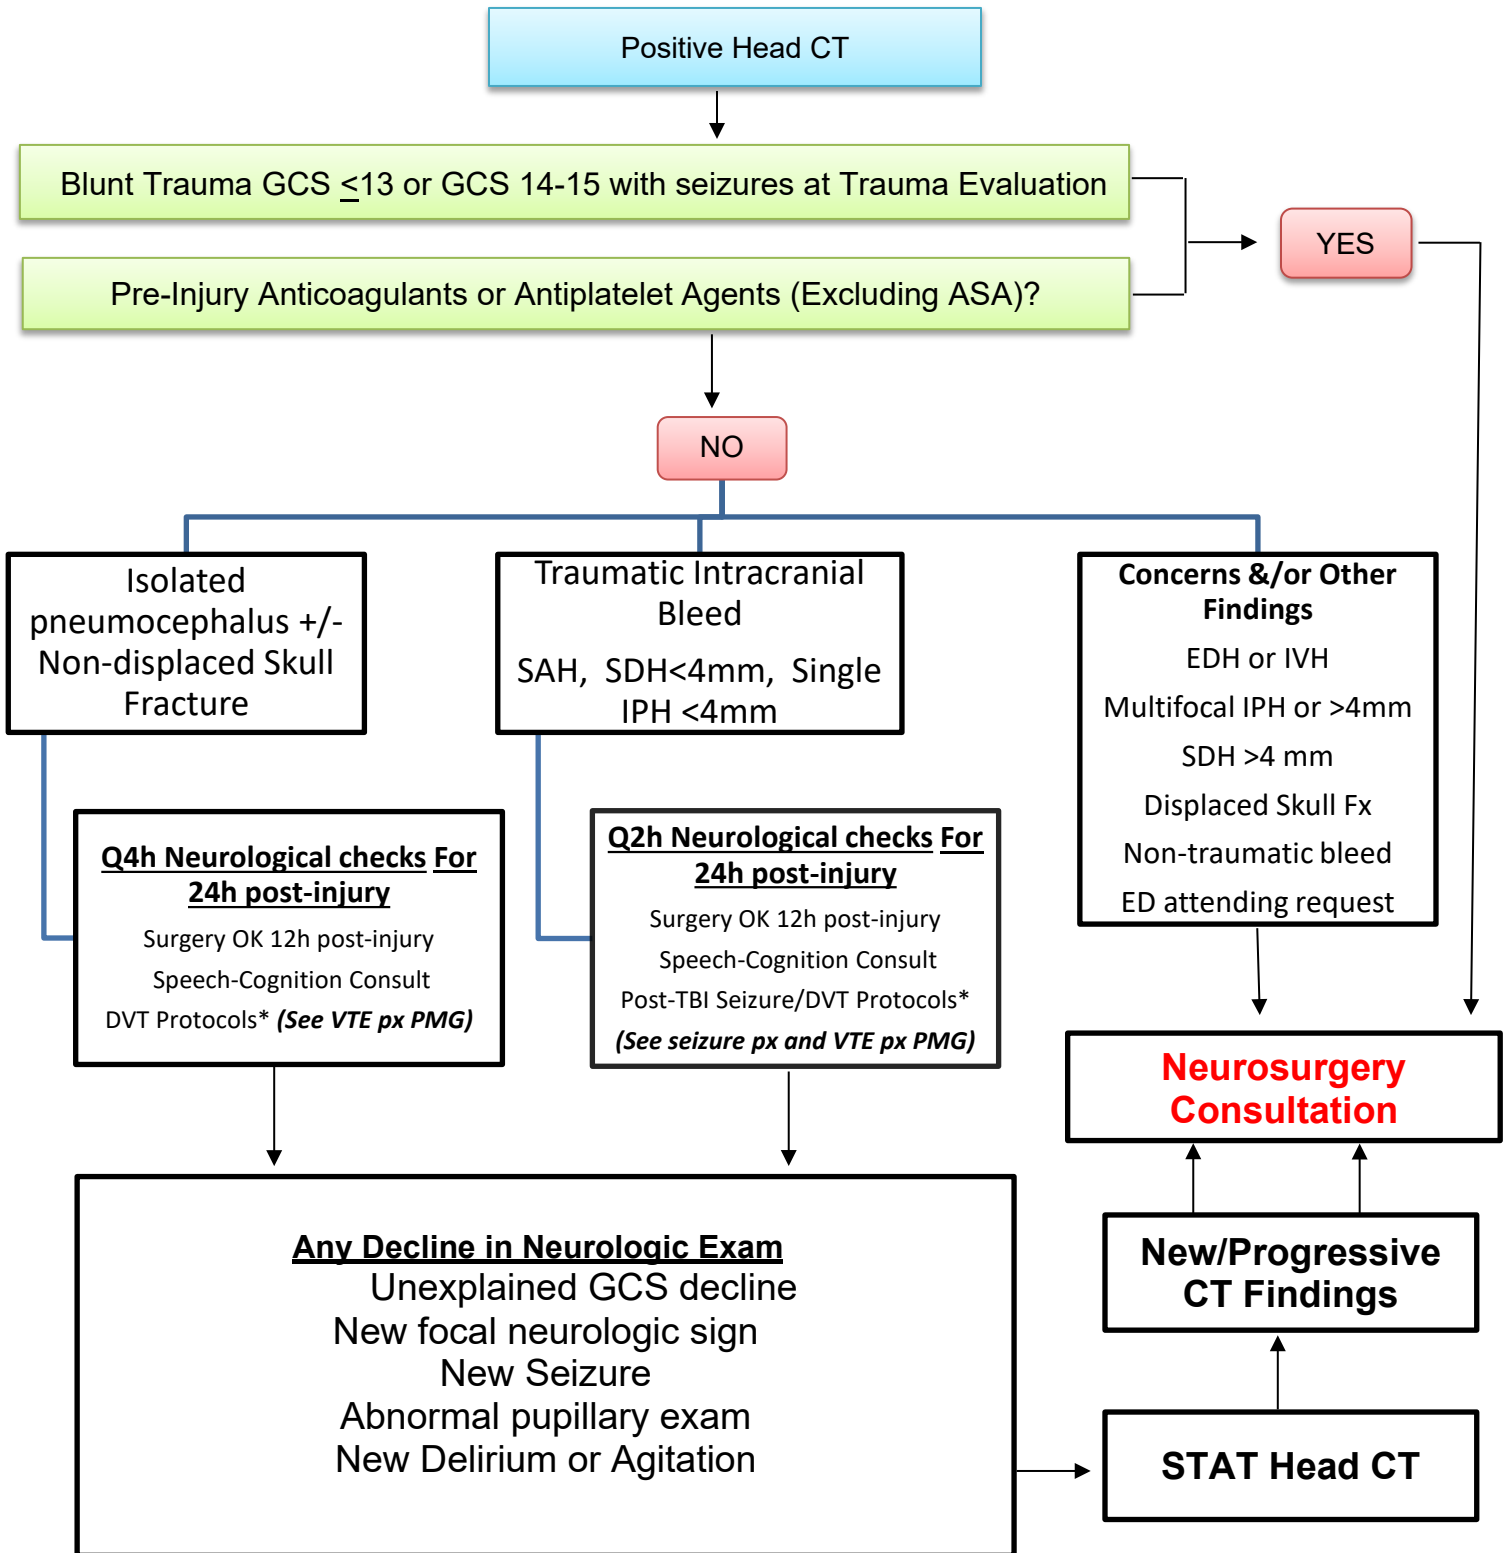 Positive Head CT
Blunt Trauma GCS <13 or GCS 14-15 with seizures at Trauma Evaluation
YES
Pre-Injury Anticoagulants or Antiplatelet Agents (Excluding ASA)?
NO
Isolated
pneumocephalus +/-
Non-displaced Skull
Fracture
Traumatic Intracranial
Bleed
SAH, SDH<4mm, Single
IPH <4mm
Concerns &/or Other
Findings
EDH or IVH
Multifocal IPH or >4mm
SDH >4 mm
Displaced Skull Fx
Non-traumatic bleed
ED attending request
Q4h Neurological checks For
24h post-injury
Surgery OK 12h post-injury
Speech-Cognition Consult
DVT Protocols* (See VTE px PMG)
Q2h Neurological checks For
24h post-injury
Surgery OK 12h post-injury
Speech-Cognition Consult
Post-TBI Seizure/DVT Protocols*
(See seizure px and VTE px PMG)
Neurosurgery
Consultation
Any Decline in Neurologic Exam
Unexplained GCS decline
New focal neurologic sign
New Seizure
Abnormal pupillary exam
New Delirium or Agitation
New/Progressive
CT Findings
STAT Head CT